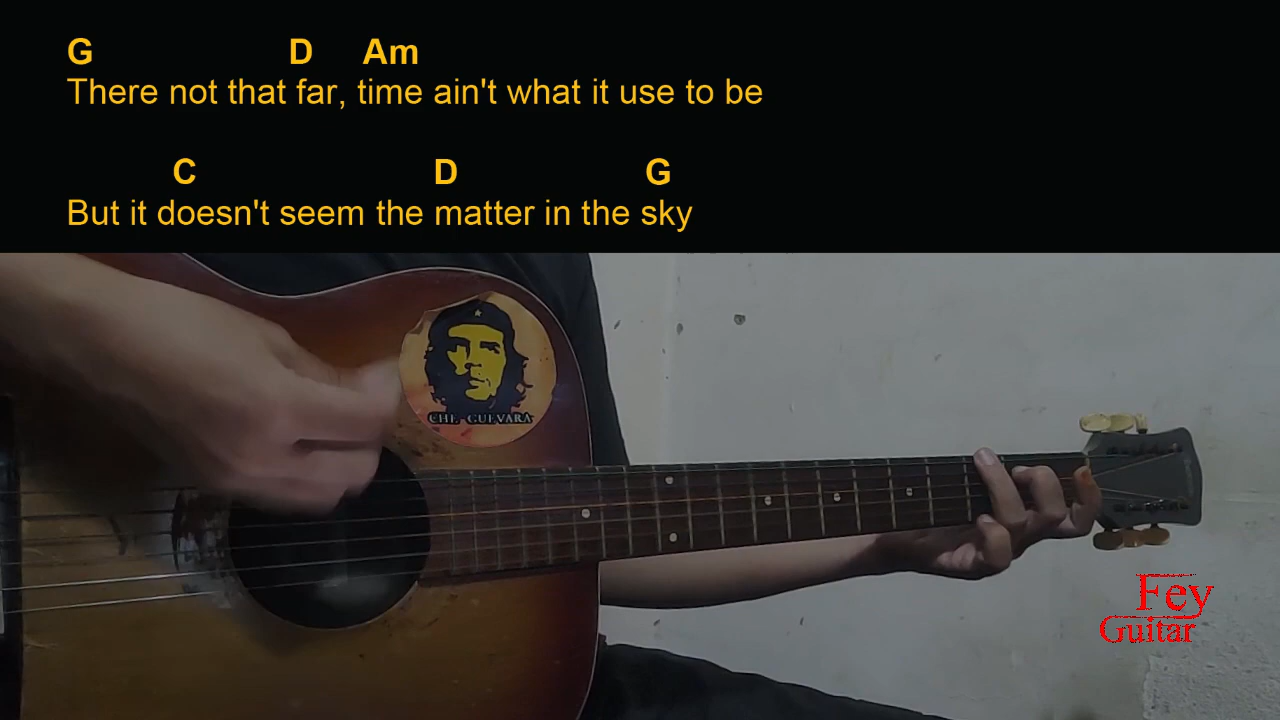 G D Am
There not that far, time ain't what it use to be
C D G
But it doesn't seem the matter in the sky
CHE GUEVARA
Fey
Guitar